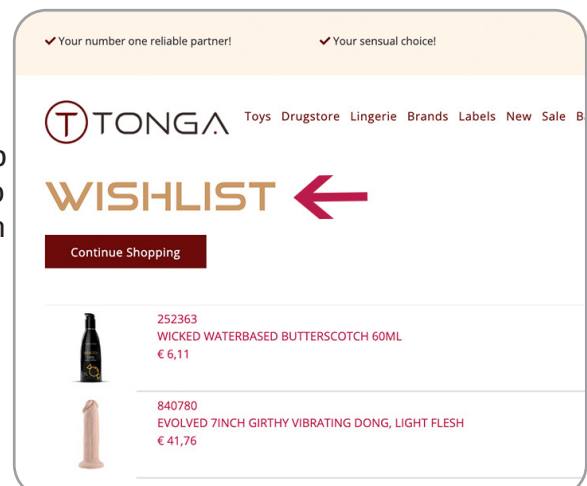 Your number one reliable partner!
Your sensual choice!
TONGA
Toys Drugstore Lingerie Brands Labels New Sale
WISHLIST
Continue Shopping
252363
WICKED WATERBASED BUTTERSCOTCH 60ML
€ 6,11
840780
EVOLVED 7INCH GIRTHY VIBRATING DONG, LIGHT FLESH
€ 41,76